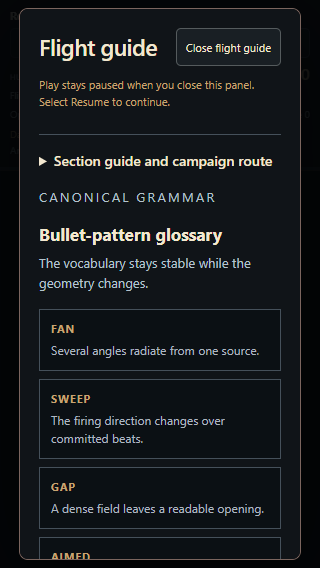 Flight guide
Close flight guide
Play stays paused when you close this panel.
Select Resume to continue.
▶ Section guide and campaign route
CANONICAL GRAMMAR
Bullet-pattern glossary
The vocabulary stays stable while the
geometry changes.
FAN
Several angles radiate from one source.
SWEEP
The firing direction changes over
committed beats.
GAP
A dense field leaves a readable opening.
AIMED